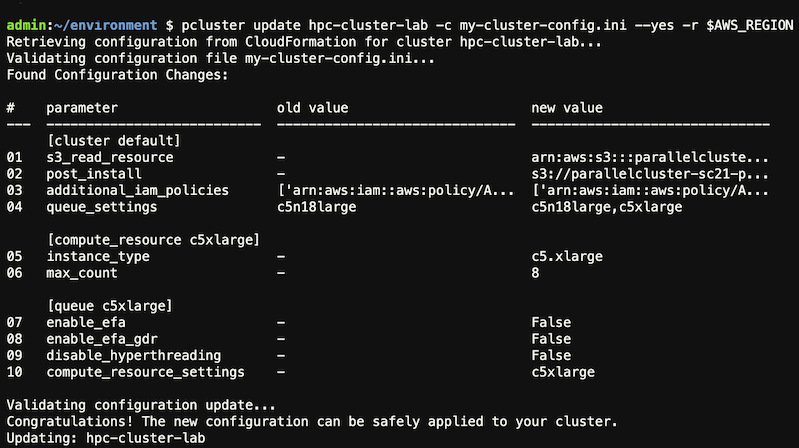 admin:~/environment $ pcluster update hpc-cluster-lab -c my-cluster-config.ini --yes -r $AWS_REGION
Retrieving configuration from CloudFormation for cluster hpc-cluster-lab...
Validating configuration file my-cluster-config.ini...
Found Configuration Changes:
#    parameter                    old value                      new value
---  ---------------------------  -----------------------------  -----------------------------
     [cluster default]
01   s3_read_resource             -                              arn:aws:s3:::parallelcluste...
02   post_install                 -                              s3://parallelcluster-sc21-p...
03   additional_iam_policies      ['arn:aws:iam::aws:policy/A... ['arn:aws:iam::aws:policy/A...
04   queue_settings               c5n18large                     c5n18large,c5xlarge
     [compute_resource c5xlarge]
05   instance_type                -                              c5.xlarge
06   max_count                    -                              8
     [queue c5xlarge]
07   enable_efa                   -                              False
08   enable_efa_gdr               -                              False
09   disable_hyperthreading       -                              False
10   compute_resource_settings    -                              c5xlarge
Validating configuration update...
Congratulations! The new configuration can be safely applied to your cluster.
Updating: hpc-cluster-lab